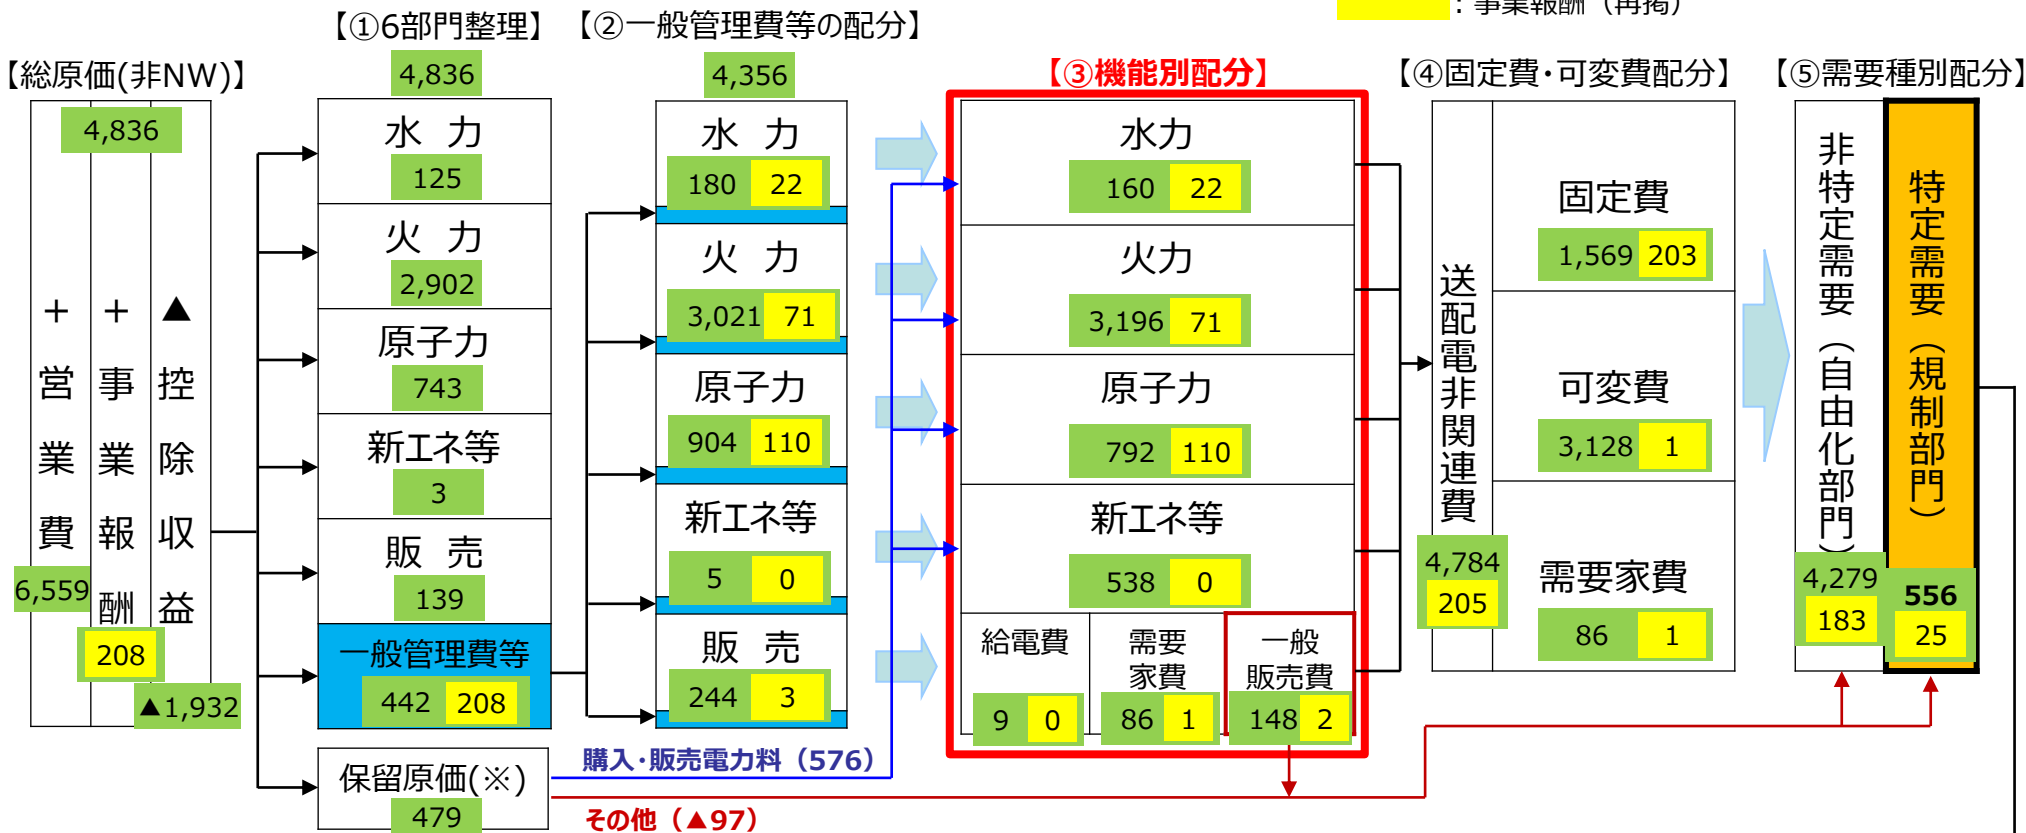 ：事業報酬（再掲）
【①6部門整理】
【②一般管理費等の配分】
【総原価(非NW)】
【③機能別配分】
【④固定費･可変費配分】
【⑤需要種別配分】
4,836
＋営業費
6,559
＋事業報酬
208
▲控除収益
▲1,932
4,836
水 力
125
火 力
2,902
原子力
743
新エネ等
3
販 売
139
一般管理費等
442 208
保留原価(※)
479
4,356
水 力
180 22
火 力
3,021 71
原子力
904 110
新エネ等
5 0
販 売
244 3
購入･販売電力料（576）
その他（▲97）
水力
160 22
火力
3,196 71
原子力
792 110
新エネ等
538 0
給電費
9 0
需要
家費
86 1
一般
販売費
148 2
送配電非関連費
4,784
205
固定費
1,569 203
可変費
3,128 1
需要家費
86 1
非特定需要（自由化部門）
4,279
183
特定需要（規制部門）
556
25